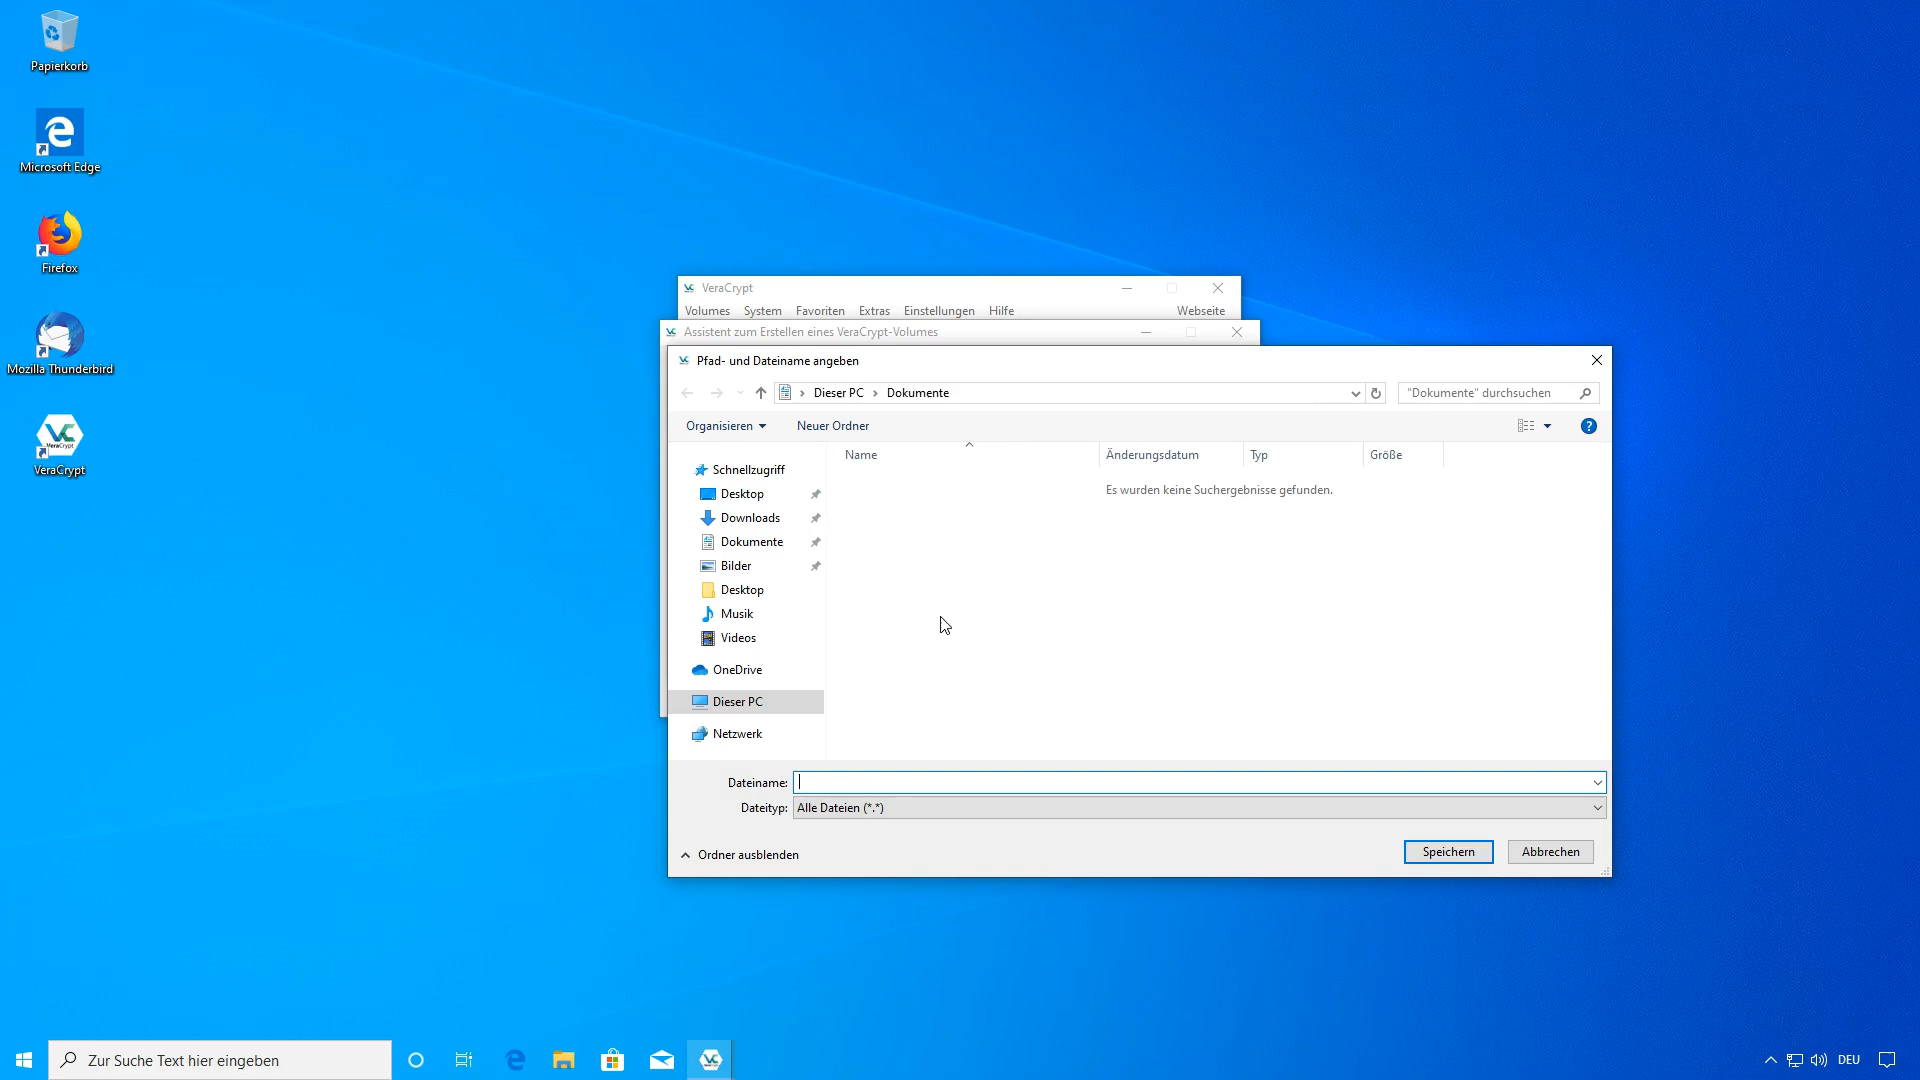 Papierkorb
Microsoft Edge
Firefox
Mozilla Thunderbird
VeraCrypt
VeraCrypt
Volumes System Favoriten Extras Einstellungen Hilfe Webseite
Assistent zum Erstellen eines VeraCrypt-Volumes
Pfad- und Dateiname angeben
Dieser PC > Dokumente
"Dokumente" durchsuchen
Organisieren Neuer Ordner
Name Änderungsdatum Typ Größe
Es wurden keine Suchergebnisse gefunden.
Schnellzugriff
Desktop
Downloads
Dokumente
Bilder
Desktop
Musik
Videos
OneDrive
Dieser PC
Netzwerk
Dateiname:
Dateityp: Alle Dateien (*.*)
Ordner ausblenden
Speichern Abbrechen
Zur Suche Text hier eingeben
DEU